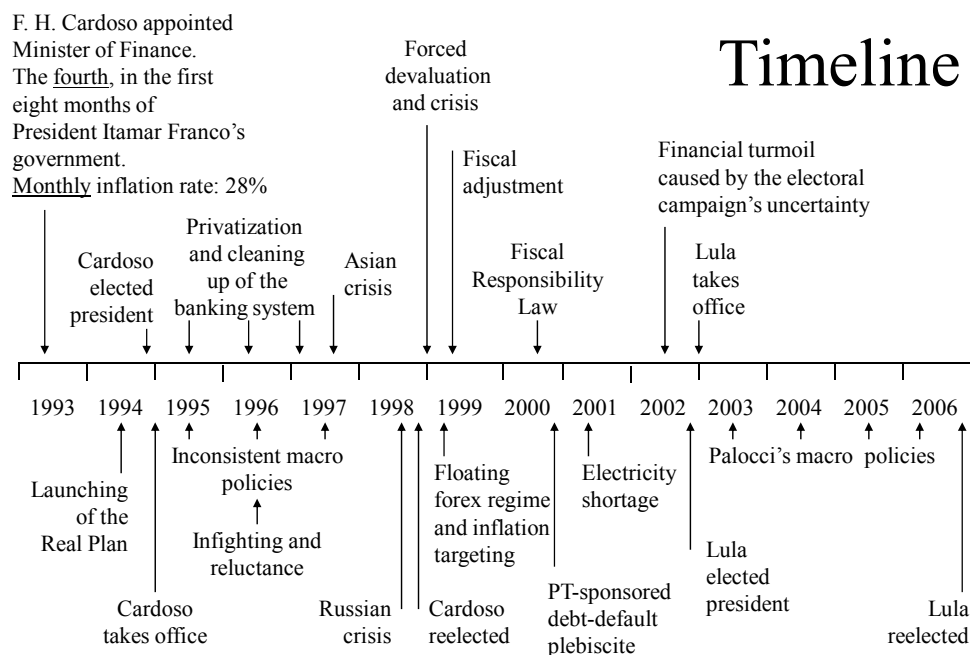 Timeline
F. H. Cardoso appointed
Minister of Finance.
The fourth, in the first
eight months of
President Itamar Franco’s
government.
Monthly inflation rate: 28%
Cardoso
elected
president
Privatization
and cleaning
up of the
banking system
Asian
crisis
Forced
devaluation
and crisis
Fiscal
adjustment
Fiscal
Responsibility
Law
Financial turmoil
caused by the electoral
campaign’s uncertainty
Lula
takes
office
1993 1994 1995 1996 1997 1998 1999 2000 2001 2002 2003 2004 2005 2006
Launching
of the
Real Plan
Cardoso
takes office
Inconsistent macro
policies
Infighting and
reluctance
Russian
crisis
Cardoso
reelected
Floating
forex regime
and inflation
targeting
PT-sponsored
debt-default
plebiscite
Electricity
shortage
Lula
elected
president
Palocci’s macro policies
Lula
reelected